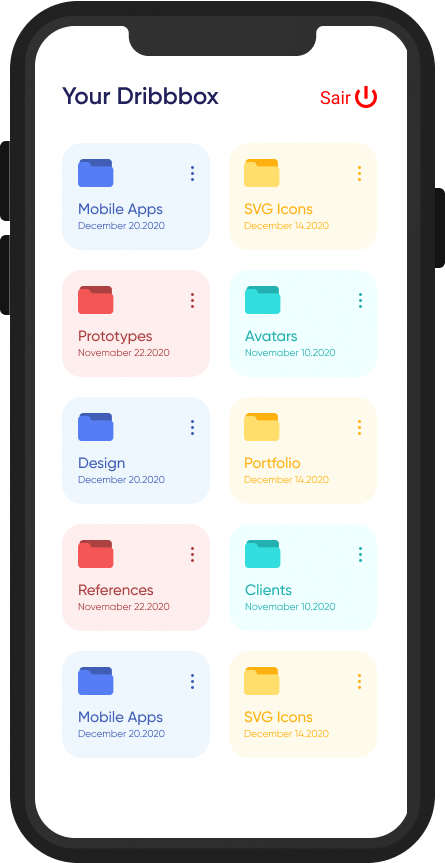 Your Dribbbox
Sair
Mobile Apps
December 20.2020
SVG Icons
December 14.2020
Prototypes
Novemaber 22.2020
Avatars
Novemaber 10.2020
Design
December 20.2020
Portfolio
December 14.2020
References
Novemaber 22.2020
Clients
Novemaber 10.2020
Mobile Apps
December 20.2020
SVG Icons
December 14.2020